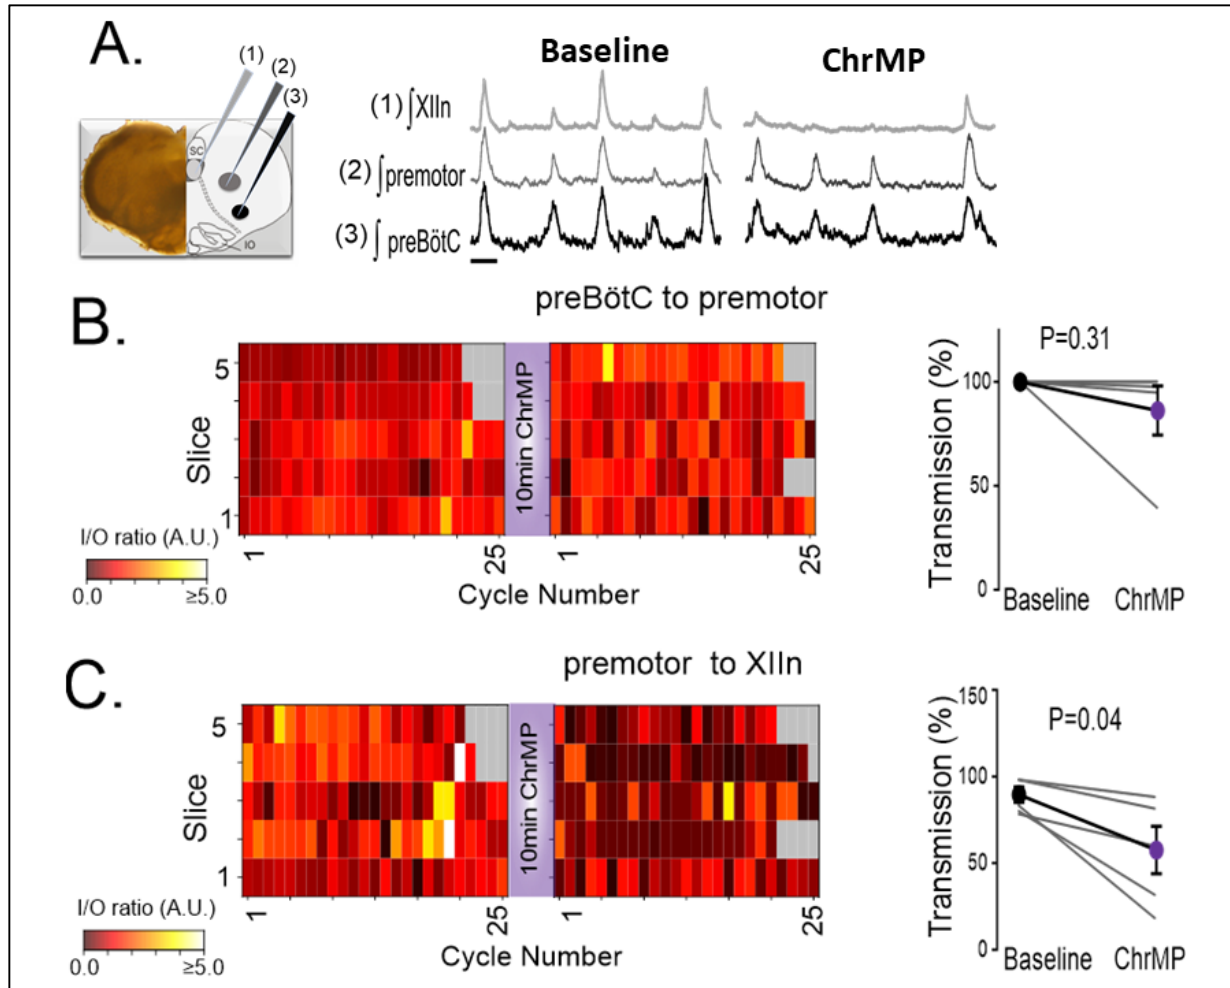 A.
(1)
(2)
(3)
SC
IO
Baseline
ChrMP
(1) ∫XIIn
(2) ∫premotor
(3) ∫ preBötC
B.
preBötC to premotor
Slice
5
1
10min ChrMP
1
25
1
25
Cycle Number
I/O ratio (A.U.)
0.0
≥5.0
Transmission (%)
P=0.31
100
50
0
Baseline
ChrMP
C.
premotor to XIIn
Slice
5
1
10min ChrMP
1
25
1
25
Cycle Number
I/O ratio (A.U.)
0.0
≥5.0
Transmission (%)
P=0.04
150
100
50
0
Baseline
ChrMP